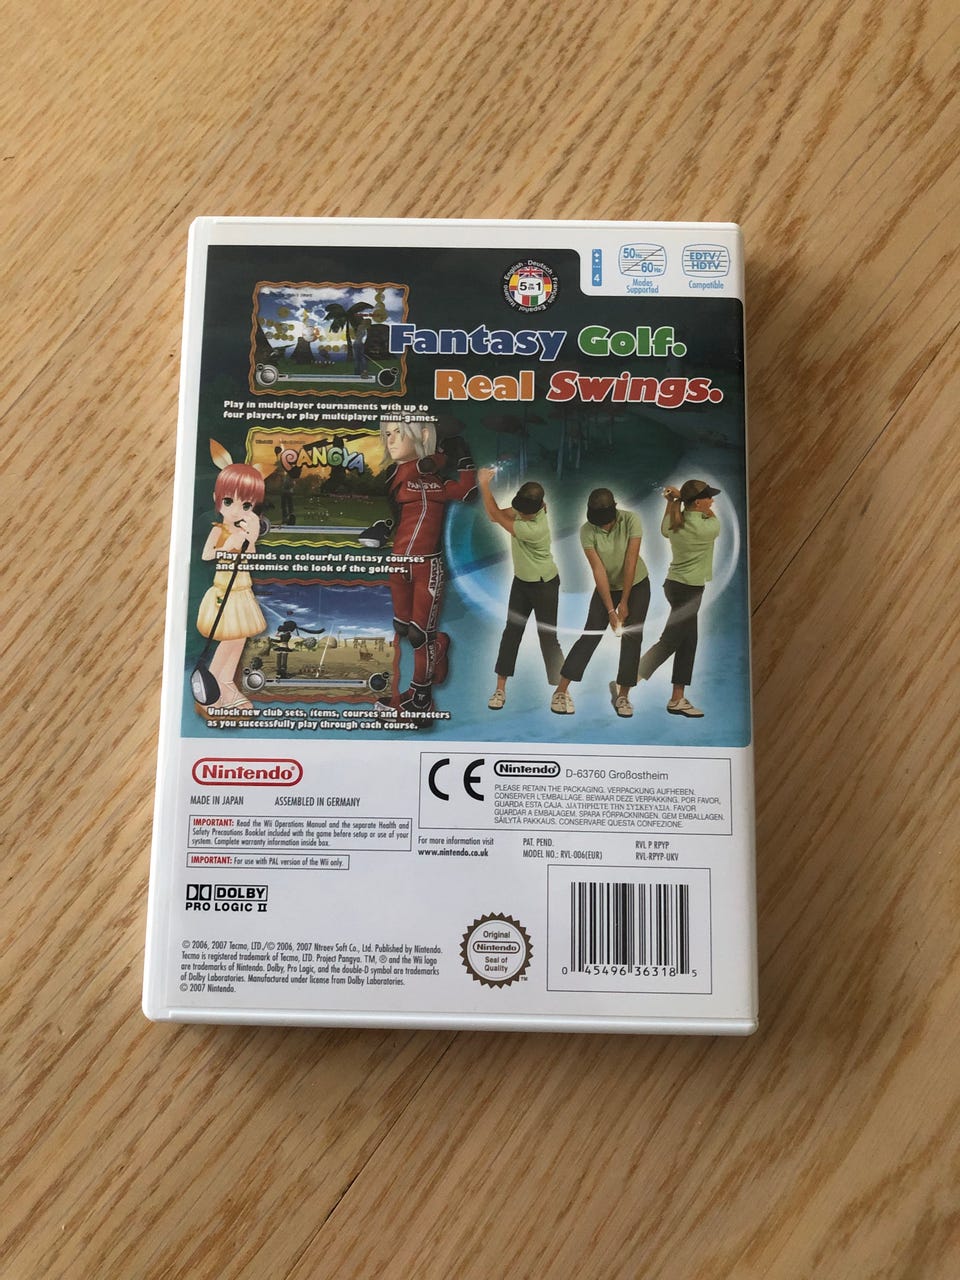 English · Deutsch · Français · Español · Italiano
5 in 1
4
50Hz
60Hz
Modes
Supported
EDTV/
HDTV
Compatible
Fantasy Golf.
Real Swings.
Play in multiplayer tournaments with up to
four players, or play multiplayer mini-games.
PANGYA
PANGYA
Play rounds on colourful fantasy courses
and customise the look of the golfers.
Unlock new club sets, items, courses and characters
as you successfully play through each course.
Nintendo®
MADE IN JAPAN ASSEMBLED IN GERMANY
IMPORTANT: Read the Wii Operations Manual and the separate Health and
Safety Precautions Booklet included with the game before setup or use of your
system. Complete warranty information inside box.
IMPORTANT: For use with PAL version of the Wii only.
CE Nintendo® D-63760 Großostheim
PLEASE RETAIN THE PACKAGING. VERPACKUNG AUFHEBEN.
CONSERVER L'EMBALLAGE. BEWAAR DEZE VERPAKKING. POR FAVOR,
GUARDA ESTA CAJA. ΔΙΑΤΗΡΗΣΤΕ ΤΗΝ ΣΥΣΚΕΥΑΣΙΑ. FAVOR
GUARDAR A EMBALAGEM. SPARA FÖRPACKNINGEN. GEM EMBALLAGEN.
SÄILYTÄ PAKKAUS. CONSERVARE QUESTA CONFEZIONE.
For more information visit
www.nintendo.co.uk
PAT. PEND. RVL P RPYP
MODEL NO.: RVL-006(EUR) RVL-RPYP-UKV
DOLBY
PRO LOGIC II
© 2006, 2007 Tecmo, LTD./© 2006, 2007 Ntreev Soft Co., Ltd. Published by Nintendo.
Tecmo is registered trademark of Tecmo, LTD. Project Pangya. TM, ® and the Wii logo
are trademarks of Nintendo. Dolby, Pro Logic, and the double-D symbol are trademarks
of Dolby Laboratories. Manufactured under license from Dolby Laboratories.
© 2007 Nintendo.
Original
Nintendo
Seal of
Quality
TM
0 45496 36318 5